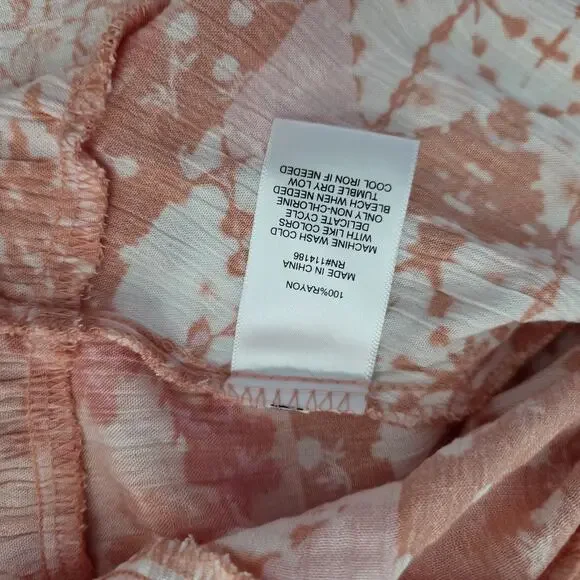 100%RAYON
MADE IN CHINA
RN#114186
MACHINE WASH COLD
WITH LIKE COLORS
DELICATE CYCLE
ONLY NON-CHLORINE
BLEACH WHEN NEEDED
TUMBLE DRY LOW
COOL IRON IF NEEDED